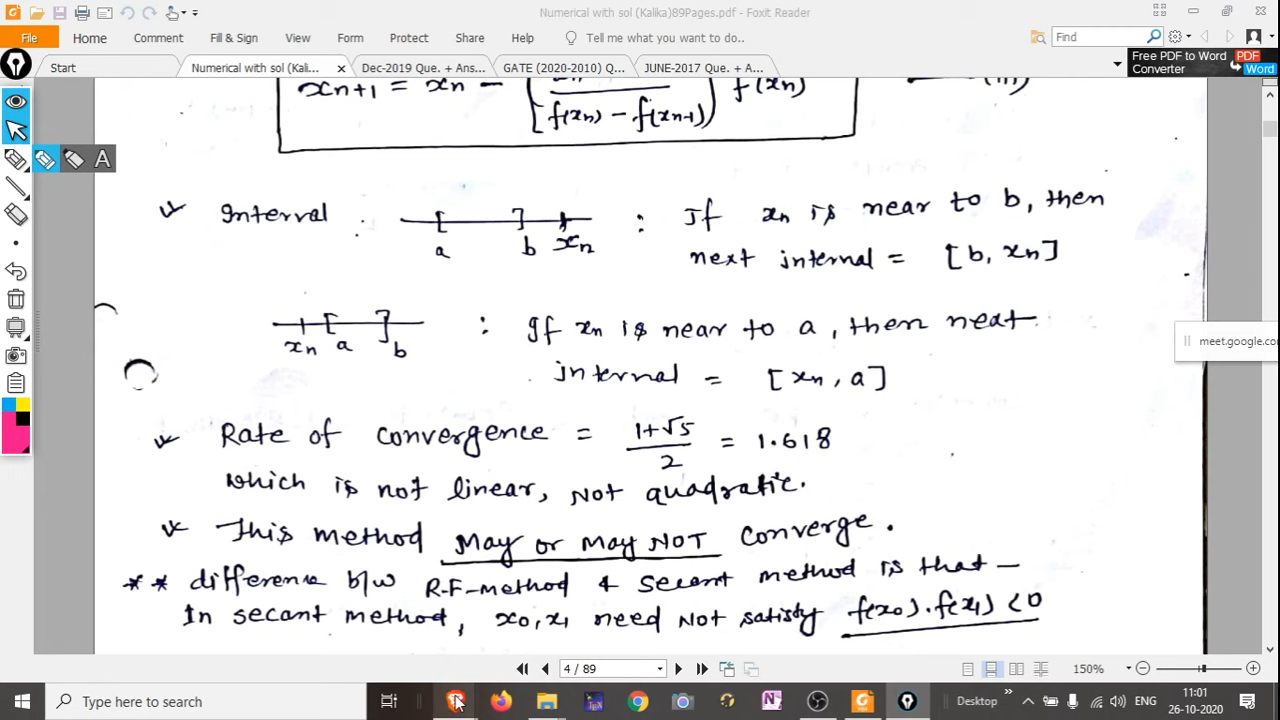 Numerical with sol (Kalika)89Pages.pdf - Foxit Reader
File Home Comment Fill & Sign View Form Protect Share Help Tell me what you want to do.. Find
Start Numerical with sol (Kali... x Dec-2019 Que. + Ans... GATE (2020-2010) Q... JUNE-2017 Que. + A...
Free PDF to Word
Converter
PDF
Word
A
xn+1 = xn - f(xn)
[f(xn) - f(xn-1)]
Interval : : If xn is near to b, then
a b xn next internal = [b, xn]
: If xn is near to a, then next
xn a b
internal = [xn, a]
meet.google.co
Rate of convergence = 1+√5/2 = 1.618
which is not linear, Not quadratic.
This method May or May NOT converge.
** difference b/w R-F-method & secant method is that —
In secant method, x0, x1 need Not satisfy f(x0).f(x1) <0
4 / 89 150%
Type here to search Desktop » ENG 11:01
26-10-2020